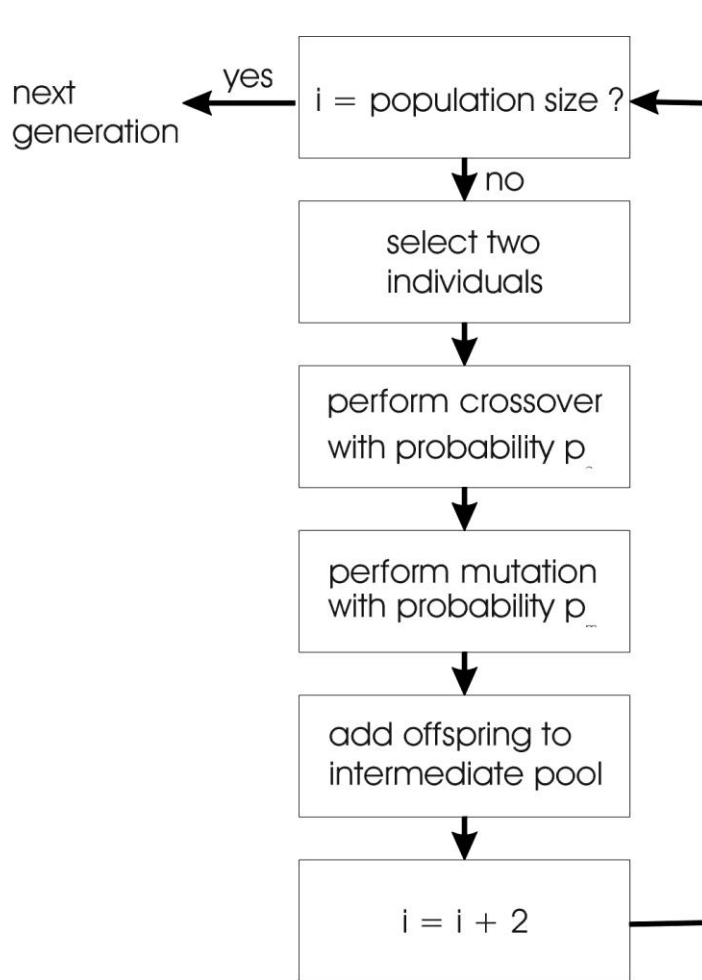 yes
next
generation
i = population size ?
no
select two
individuals
perform crossover
with probability p
perform mutation
with probability p
add offspring to
intermediate pool
i = i + 2